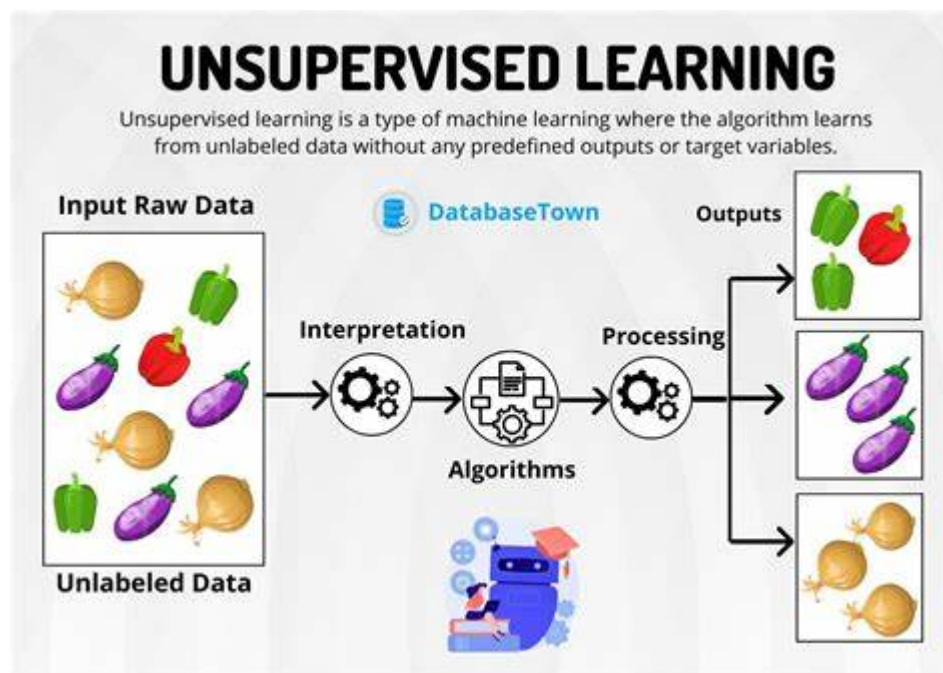 UNSUPERVISED LEARNING
Unsupervised learning is a type of machine learning where the algorithm learns
from unlabeled data without any predefined outputs or target variables.
Input Raw Data
DatabaseTown
Outputs
Interpretation
Processing
Algorithms
Unlabeled Data